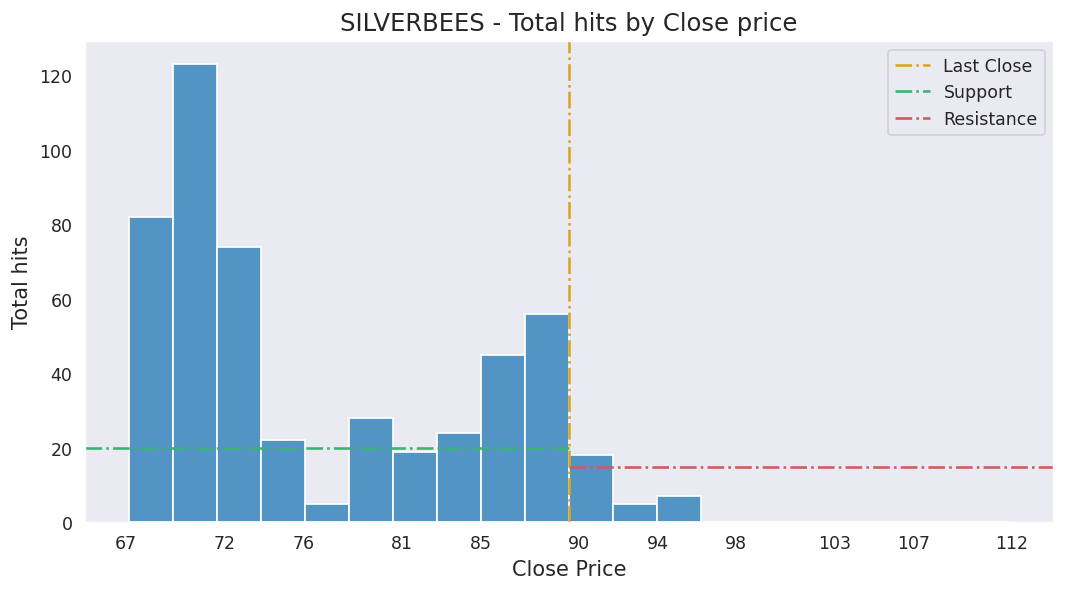 SILVERBEES - Total hits by Close price
Last Close
Support
Resistance
Total hits
120
100
80
60
40
20
0
67 72 76 81 85 90 94 98 103 107 112
Close Price